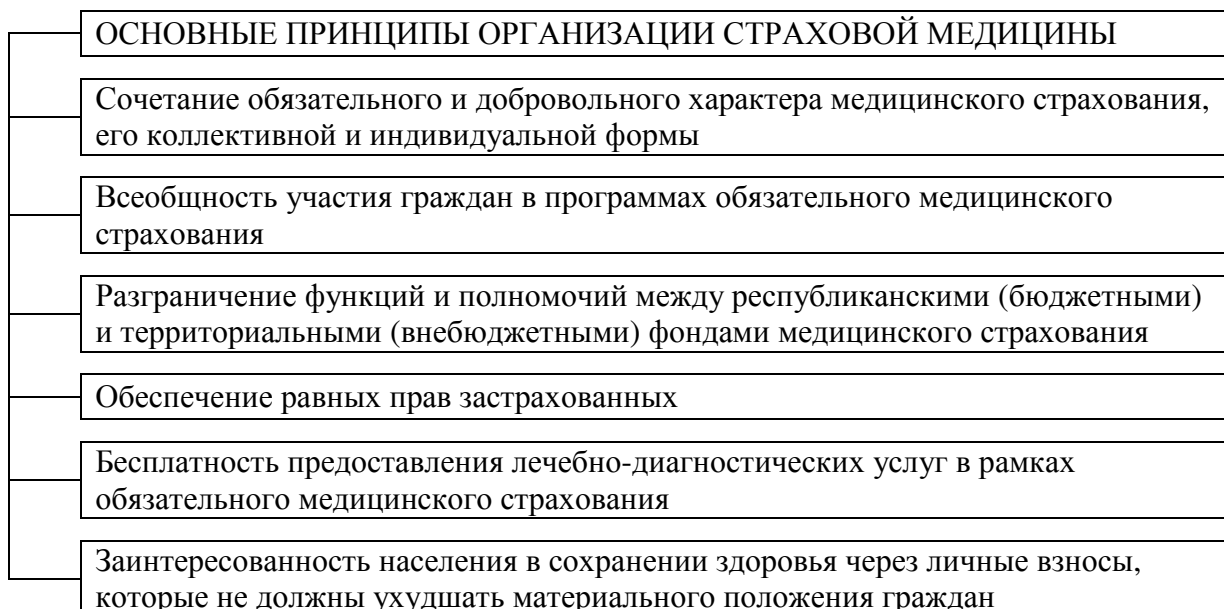 ОСНОВНЫЕ ПРИНЦИПЫ ОРГАНИЗАЦИИ СТРАХОВОЙ МЕДИЦИНЫ
Сочетание обязательного и добровольного характера медицинского страхования,
его коллективной и индивидуальной формы
Всеобщность участия граждан в программах обязательного медицинского
страхования
Разграничение функций и полномочий между республиканскими (бюджетными)
и территориальными (внебюджетными) фондами медицинского страхования
Обеспечение равных прав застрахованных
Бесплатность предоставления лечебно-диагностических услуг в рамках
обязательного медицинского страхования
Заинтересованность населения в сохранении здоровья через личные взносы,
которые не должны ухудшать материального положения граждан